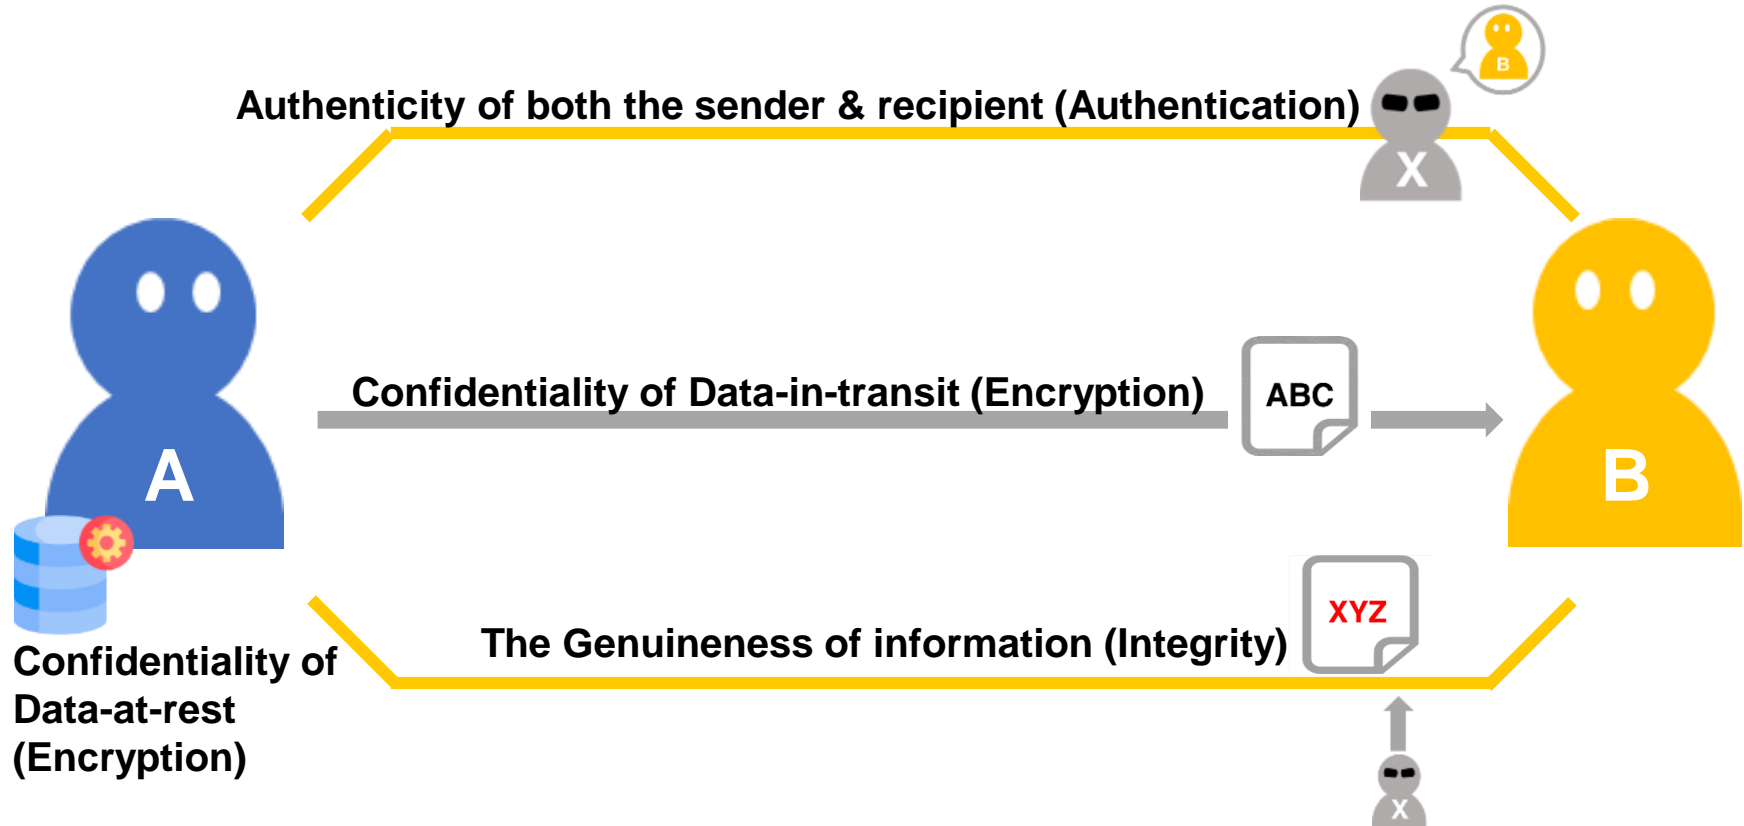 B
Authenticity of both the sender & recipient (Authentication)
X
Confidentiality of Data-in-transit (Encryption)
ABC
A
B
XYZ
The Genuineness of information (Integrity)
Confidentiality of
Data-at-rest
(Encryption)
X